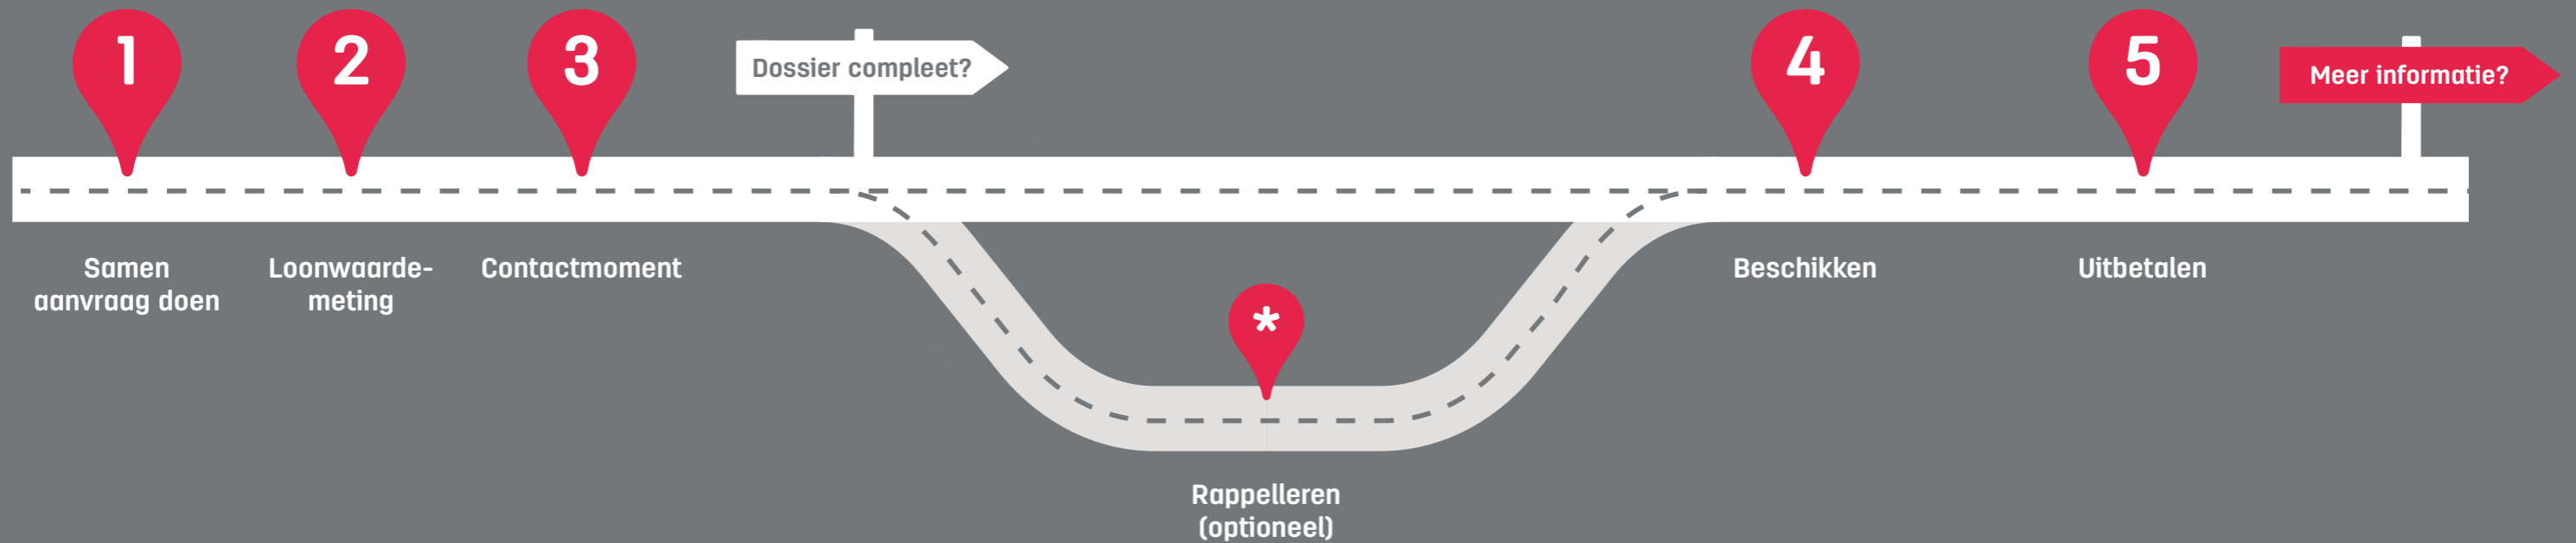 1
2
3
Dossier compleet?
4
5
Meer informatie?
Samen
aanvraag doen
Loonwaarde-
meting
Contactmoment
Beschikken
Uitbetalen
*
Rappelleren
(optioneel)